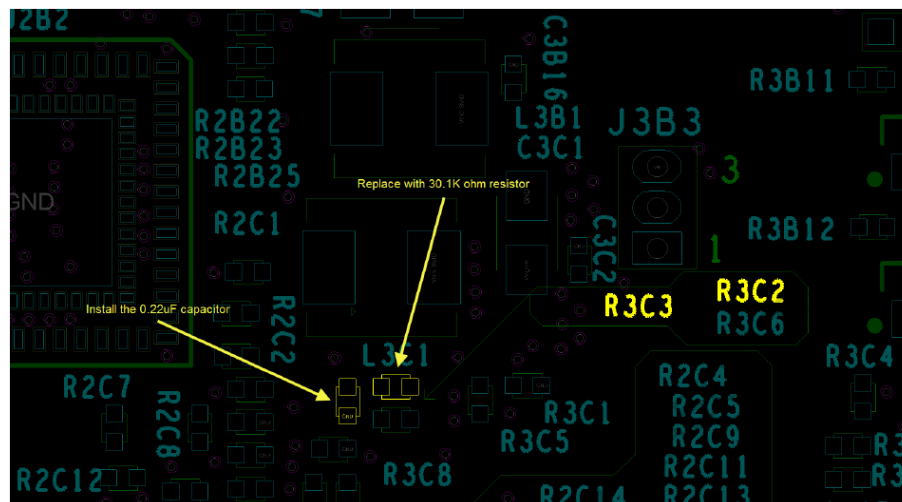 J2B2
C3B16
R3B11
L3B1
J3B3
R2B22
R2B23
C3C1
R2B25
Replace with 30.1K ohm resistor
3
GND
R2C1
R3B12
C3C2
1
R3C2
R3C3
Install the 0.22uF capacitor
R3C6
R2C2
L3C1
R3C4
R2C7
R2C4
R2C8
R3C1
R2C5
R3C5
R2C9
R2C12
R3C8
R2C11
R2C14
R2C13